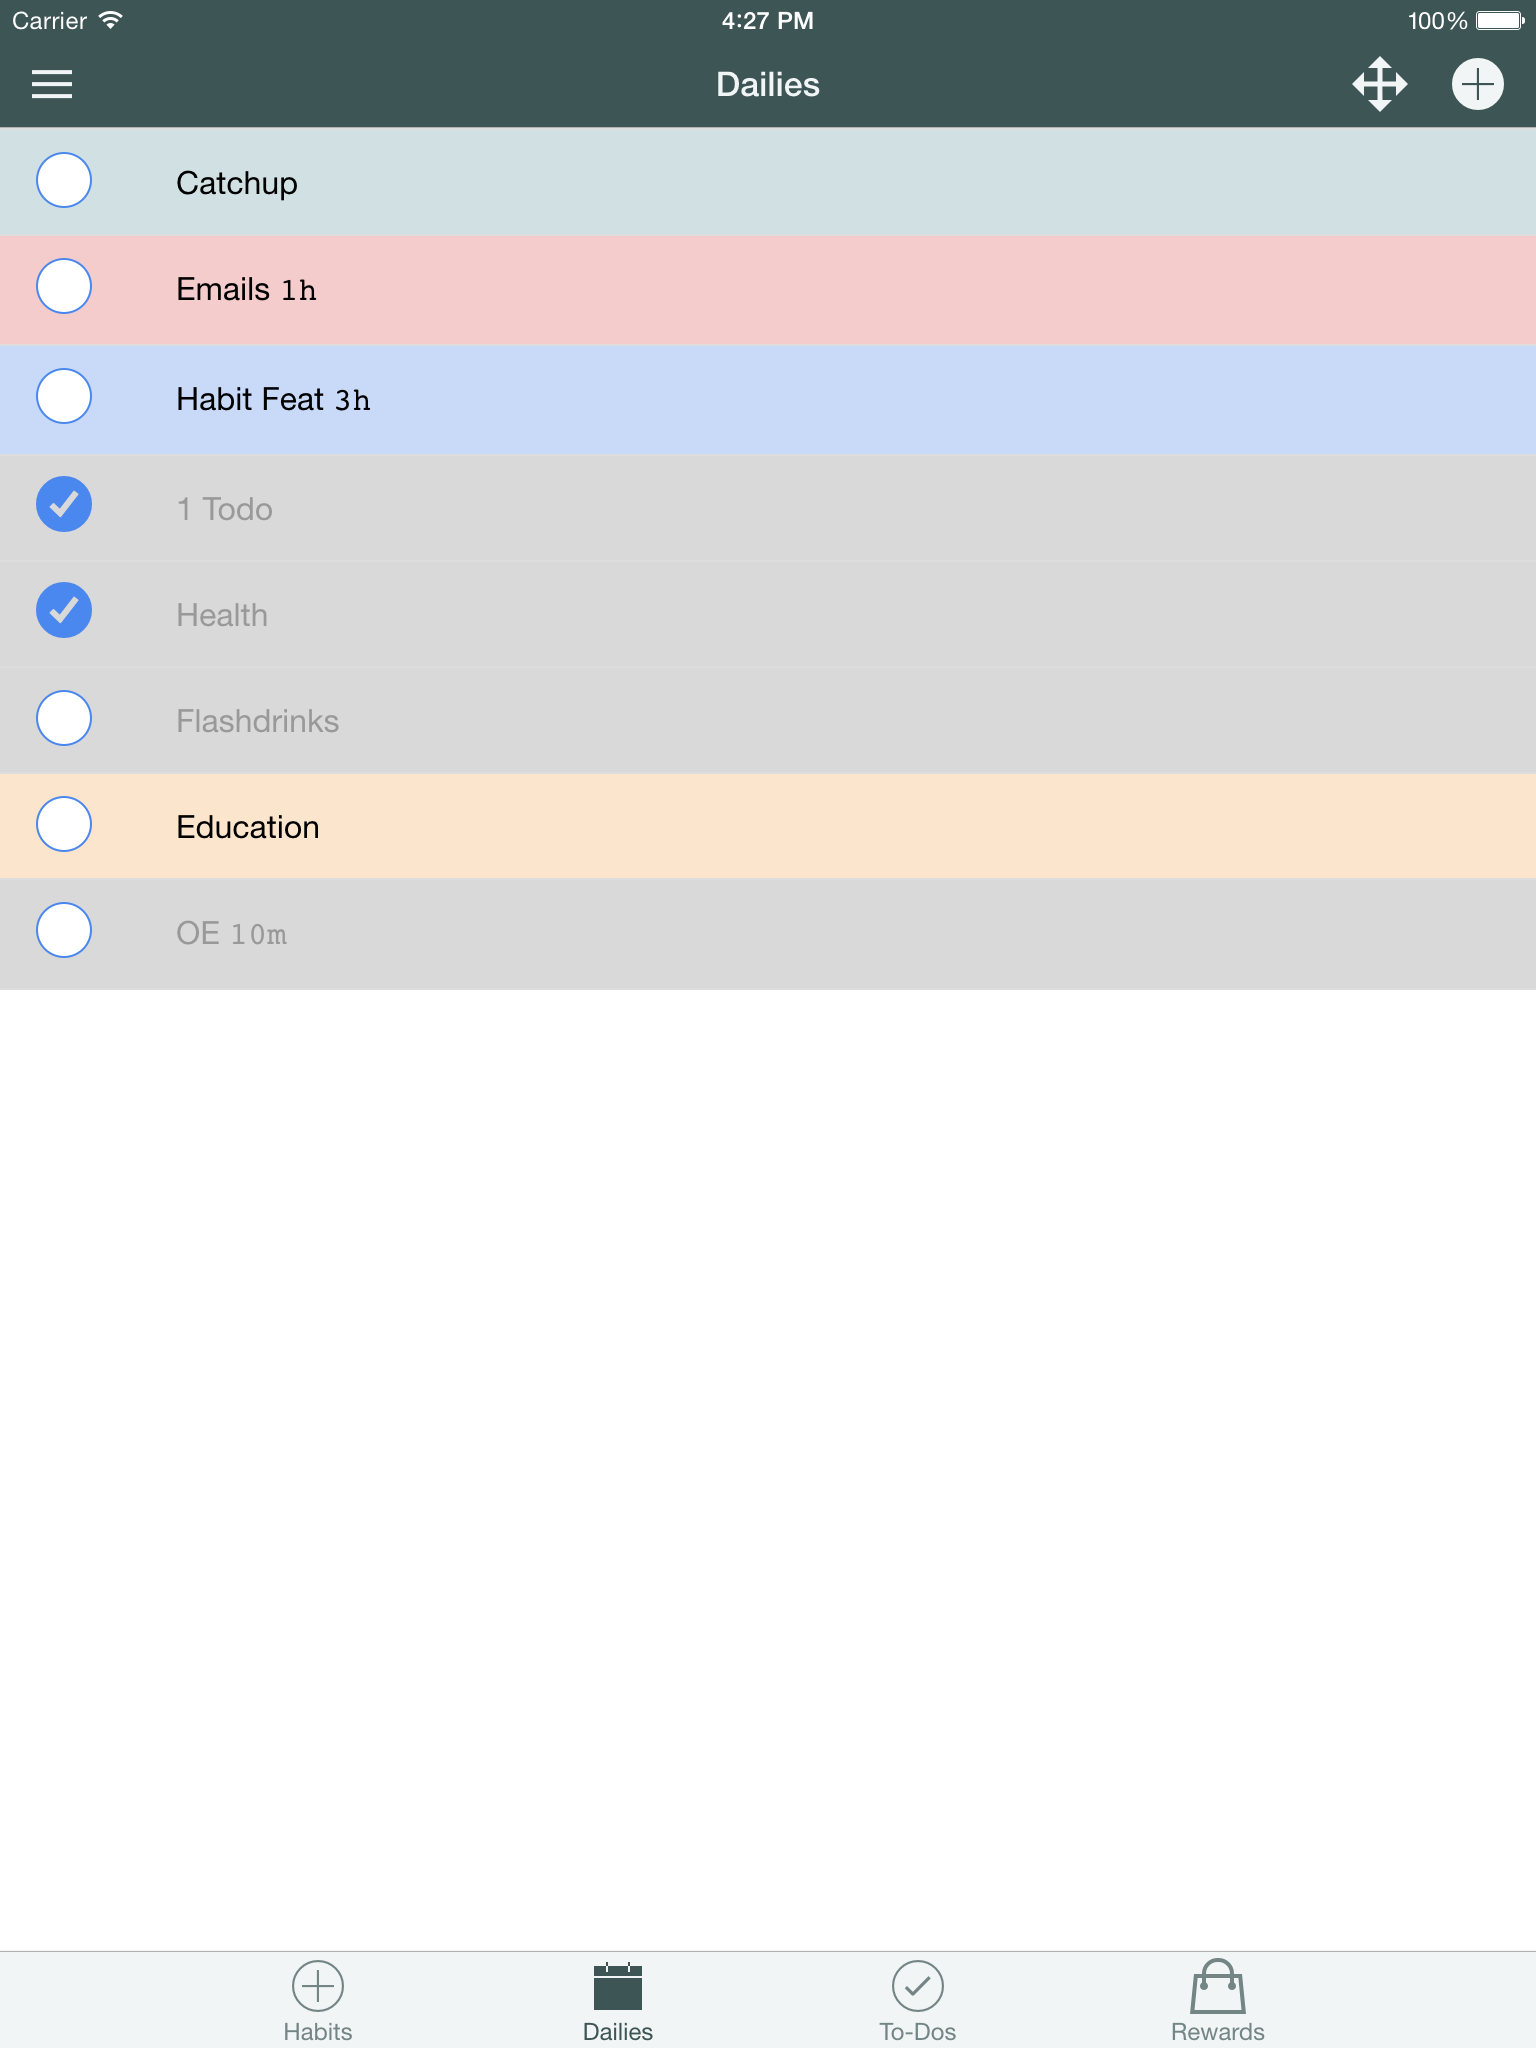 Carrier 4:27 PM 100%
Dailies
Catchup
Emails 1h
Habit Feat 3h
1 Todo
Health
Flashdrinks
Education
OE 10m
Habits Dailies To-Dos Rewards